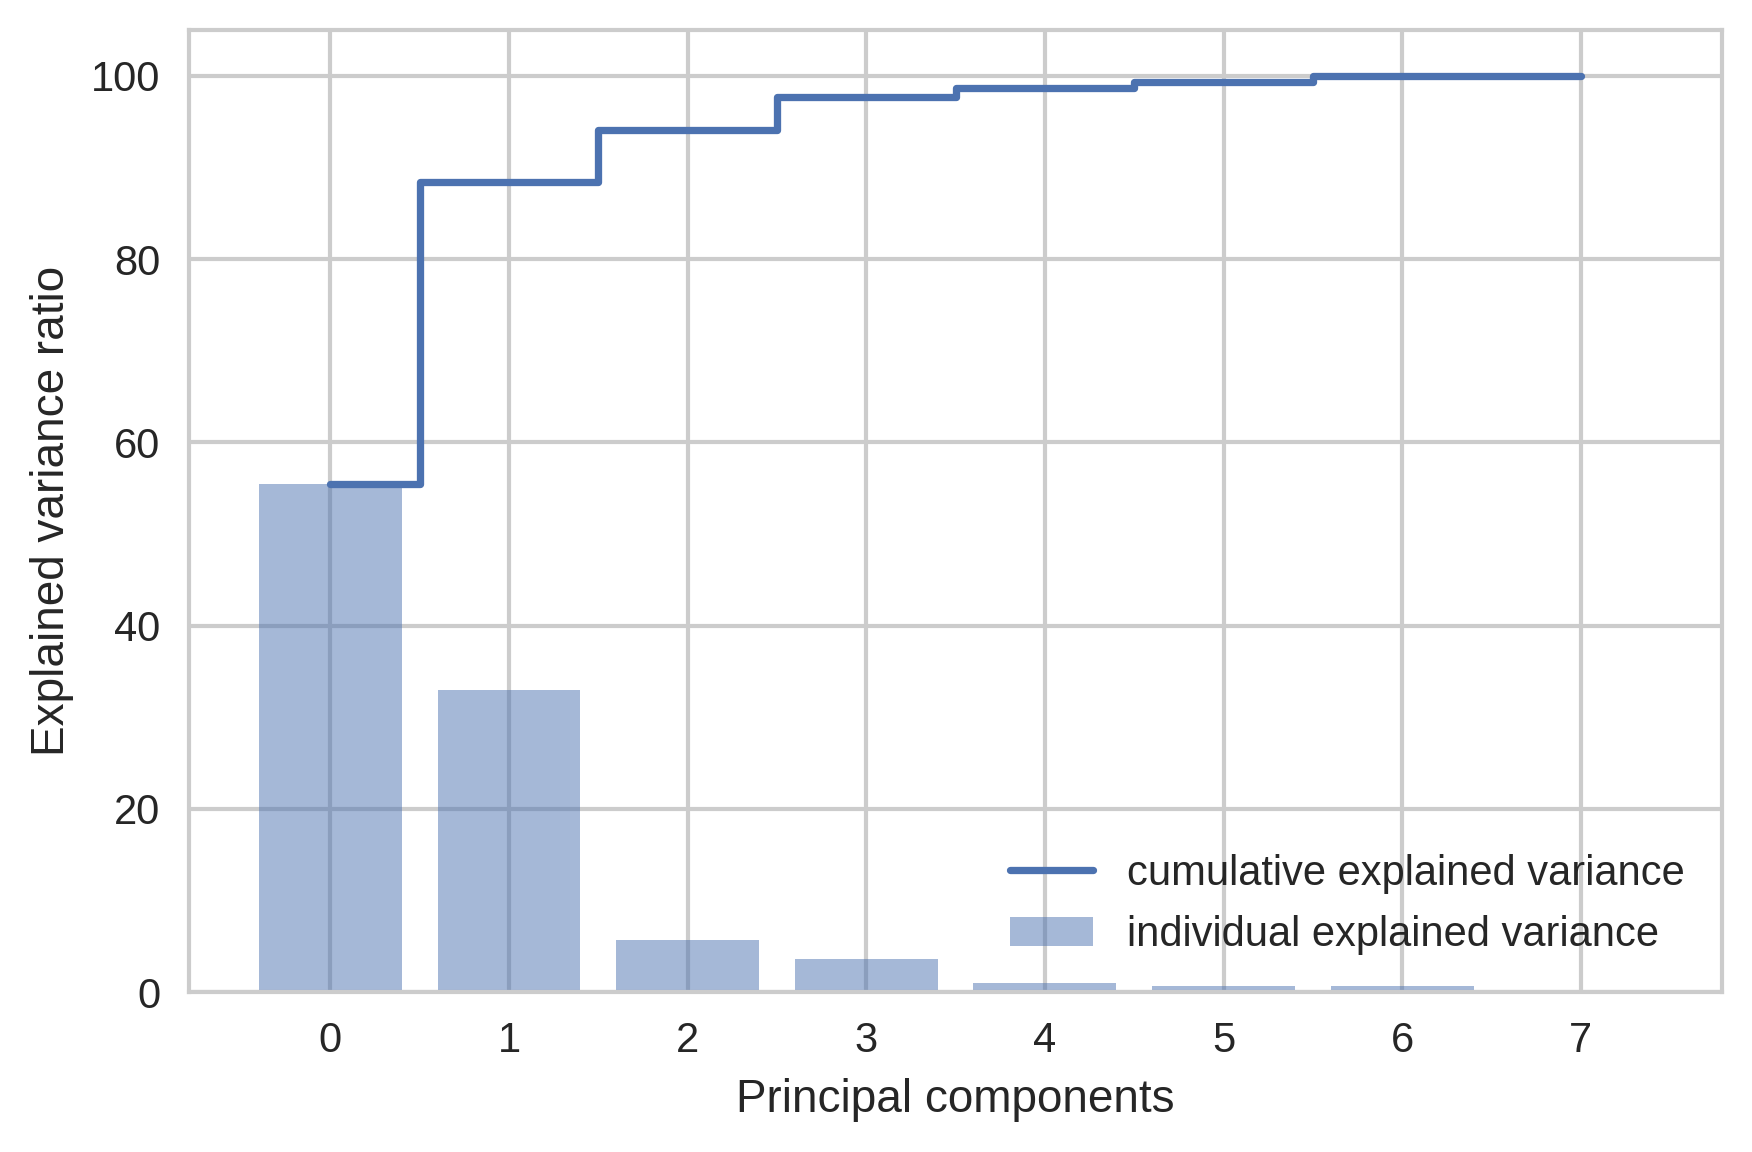 100
80
60
40
20
0
Explained variance ratio
cumulative explained variance
individual explained variance
0 1 2 3 4 5 6 7
Principal components